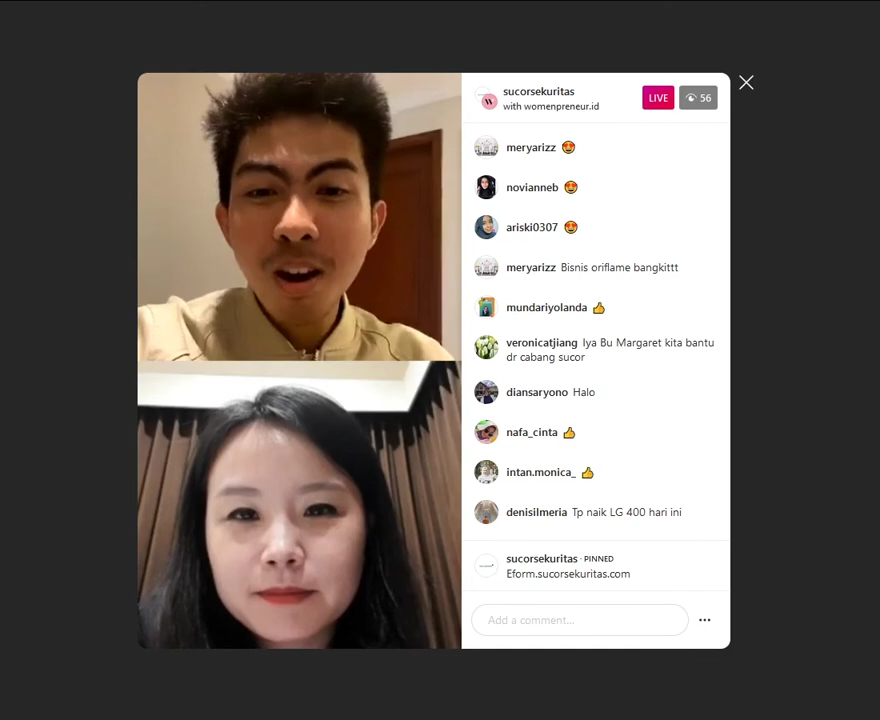 sucorsekuritas
with womenpreneur.id
LIVE
56
meryarizz
novianneb
ariski0307
meryarizz Bisnis oriflame bangkittt
mundariyolanda
veronicatjiang Iya Bu Margaret kita bantu
dr cabang sucor
diansaryono Halo
nafa_cinta
intan.monica_
denisilmeria Tp naik LG 400 hari ini
sucorsekuritas · PINNED
Eform.sucorsekuritas.com
Add a comment...